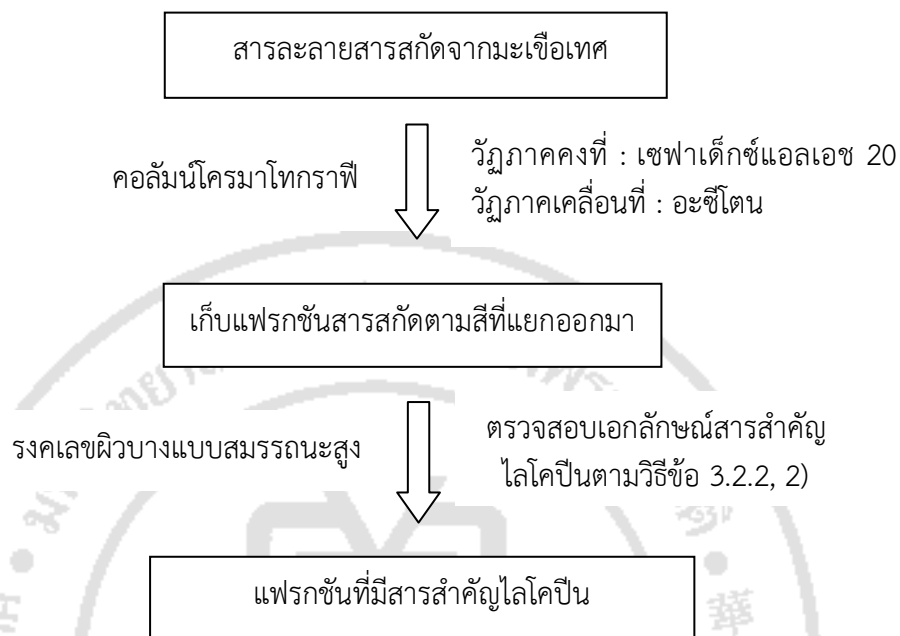 สารละลายสารสกัดจากมะเขือเทศ
คอลัมน์โครมาโทกราฟี
วัฏภาคคงที่ : เซฟาเด็กซ์แอลเอช 20
วัฏภาคเคลื่อนที่ : อะซีโตน
เก็บแฟรกชันสารสกัดตามสีที่แยกออกมา
รงคเลขผิวบางแบบสมรรถนะสูง
ตรวจสอบเอกลักษณ์สารสำคัญ
ไลโคปีนตามวิธีข้อ 3.2.2, 2)
แฟรกชันที่มีสารสำคัญไลโคปีน
華